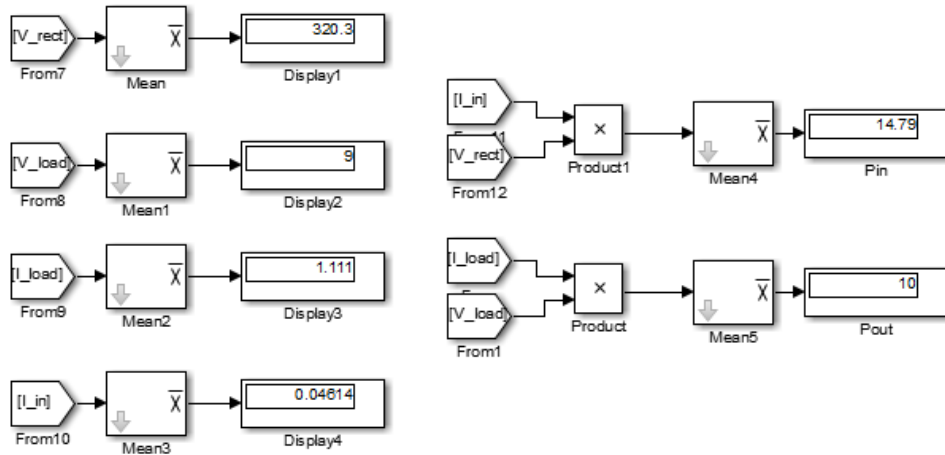 [V_rect]
X
320.3
From7
Mean
Display1
[V_load]
X
9
From8
Mean1
Display2
[I_load]
X
1.111
From9
Mean2
Display3
[I_in]
X
0.04614
From10
Mean3
Display4
[I_in]
[V_rect]
From12
×
Product1
X
Mean4
14.79
Pin
[I_load]
[V_load]
From1
×
Product
X
Mean5
10
Pout